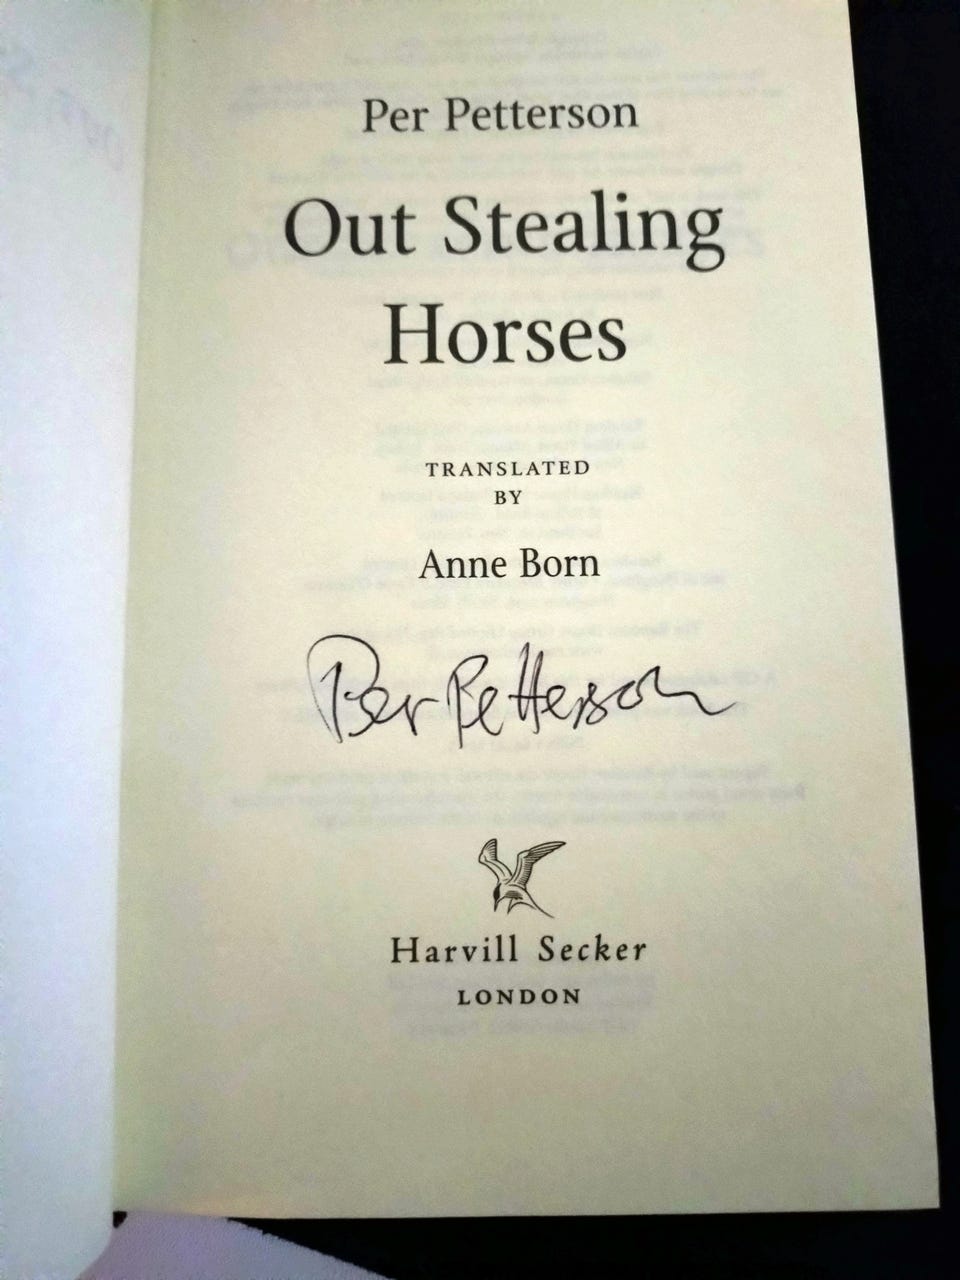 Per Petterson
Out Stealing
Horses
TRANSLATED
BY
Anne Born
Per Petterson
Harvill Secker
LONDON